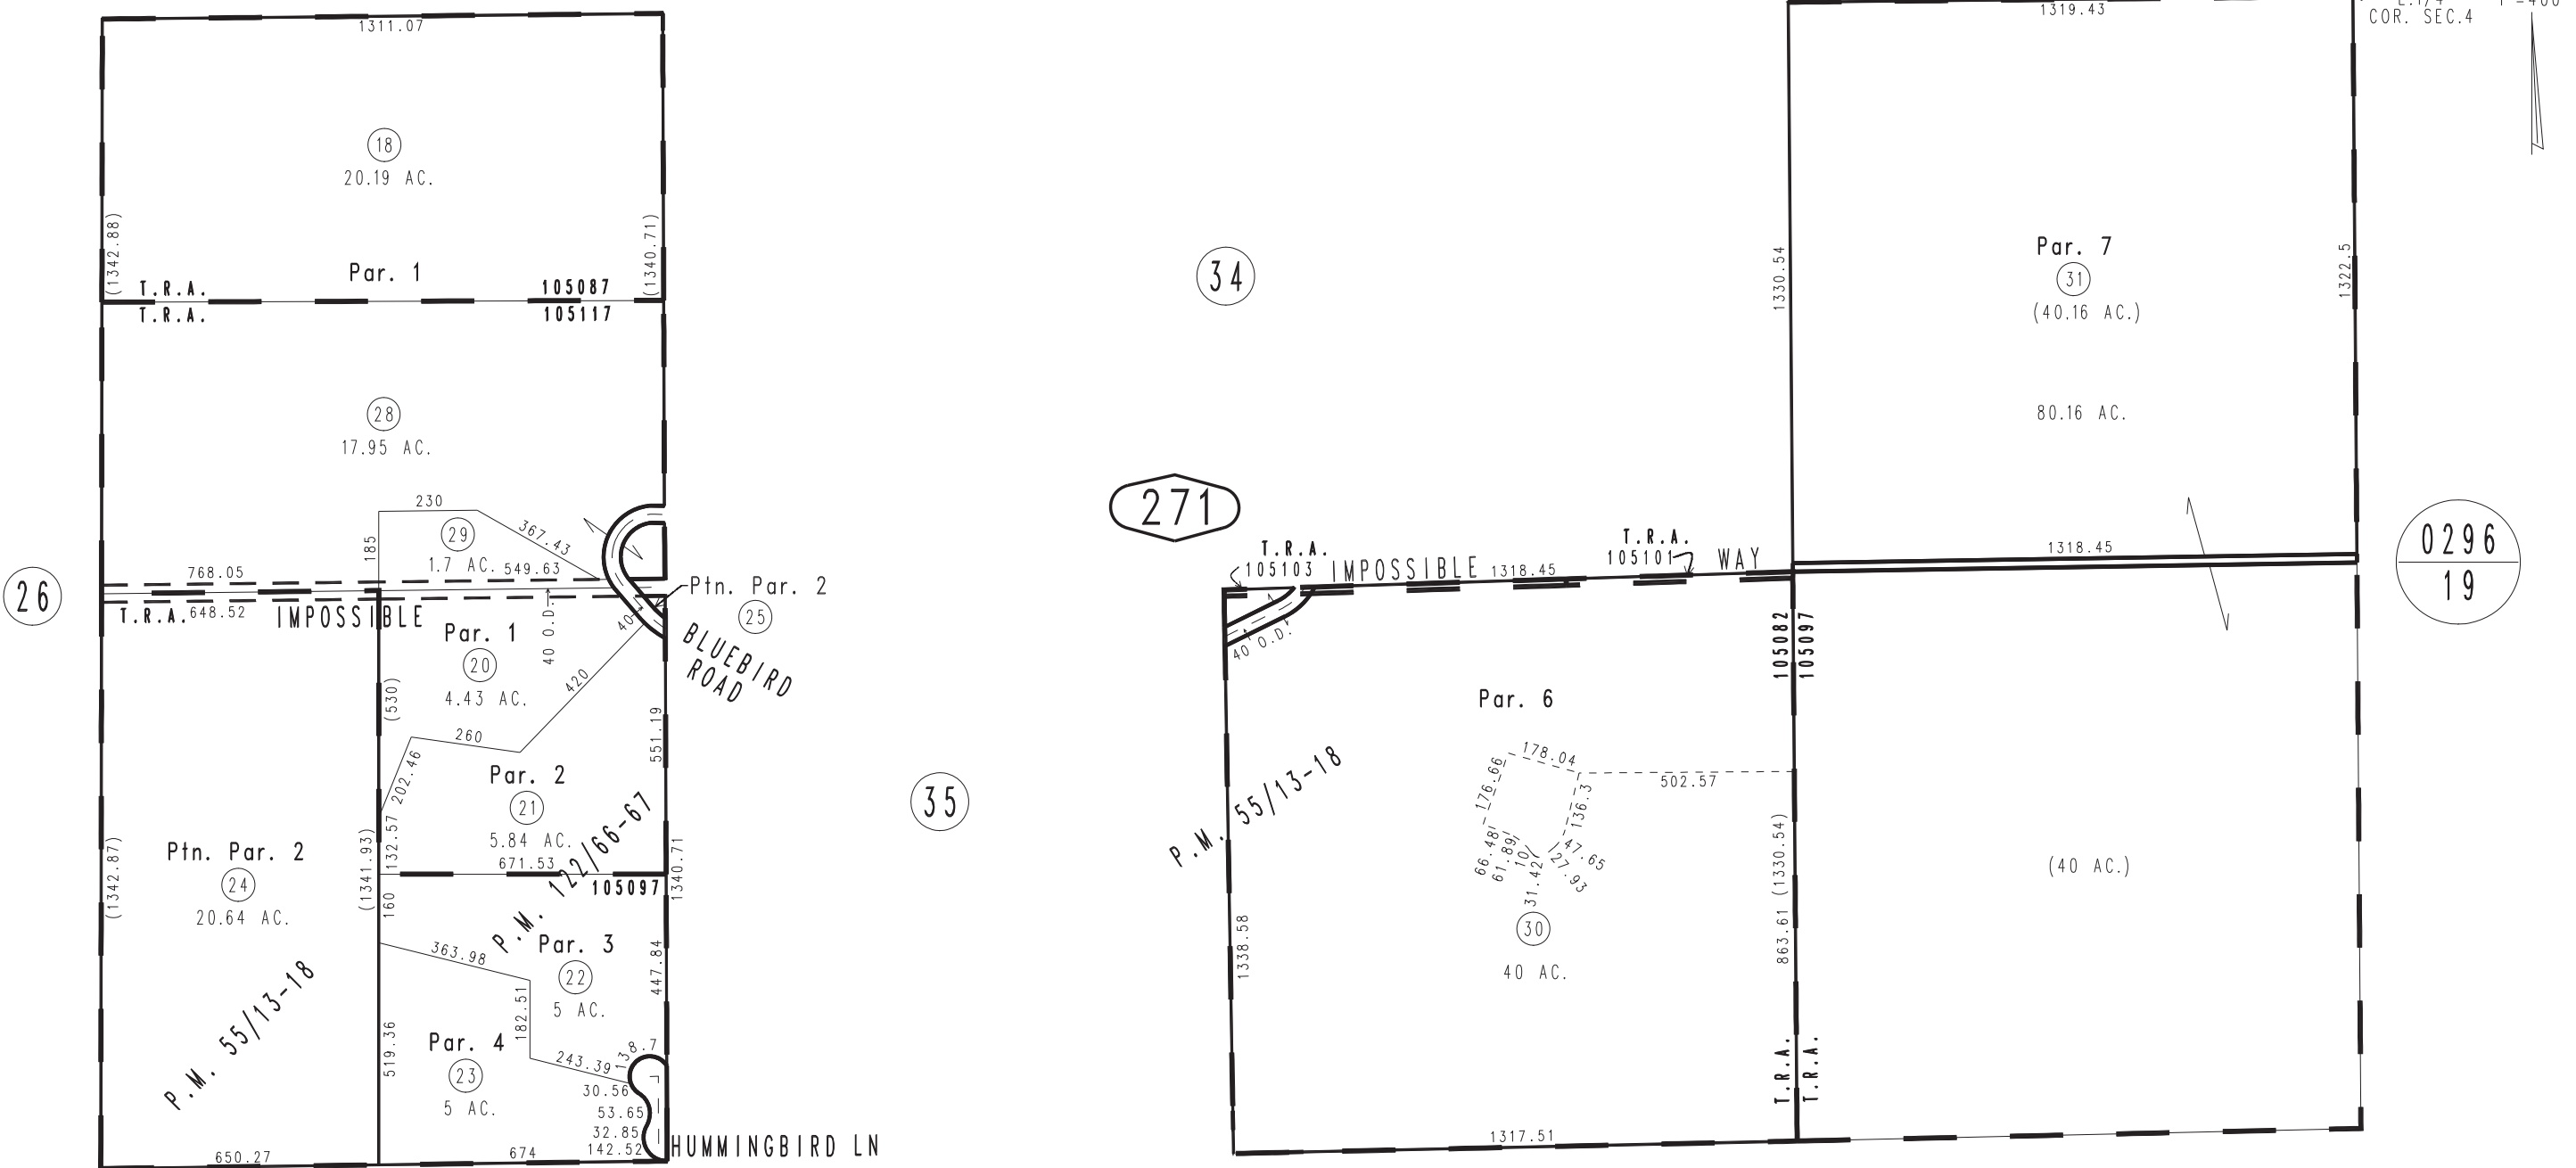 1311.07
18
20.19 AC.
(1342.88)
(1340.71)
Par. 1
T.R.A.
105087
T.R.A.
105117
28
17.95 AC.
230
367.43
185
29
1.7 AC.
549.63
768.05
26
T.R.A.
648.52
IMPOSSIBLE
40 O.D.
40
Ptn. Par. 2
25
BLUEBIRD
ROAD
Par. 1
20
4.43 AC.
(530)
420
260
202.46
551.19
Par. 2
21
5.84 AC.
132.57
671.53
105097
P.M. 122/66-67
1340.71
Ptn. Par. 2
24
20.64 AC.
(1342.87)
(1341.93)
160
363.98
Par. 3
22
5 AC.
447.84
182.51
P.M. 55/13-18
519.36
Par. 4
23
5 AC.
243.39
138.7
30.56
53.65
32.85
142.52
HUMMINGBIRD LN
650.27
674
34
35
271
1319.43
COR. SEC.4
1330.54
Par. 7
31
(40.16 AC.)
1322.5
80.16 AC.
1318.45
0296
19
T.R.A.
105103
IMPOSSIBLE
1318.45
T.R.A.
105101
WAY
40 O.D.
105082
105097
Par. 6
P.M. 55/13-18
178.04
176.66
502.57
136.3
66.48
61.89
10
47.65
27.93
31.42
30
40 AC.
1338.58
863.61 (1330.54)
(40 AC.)
T.R.A.
T.R.A.
1317.51